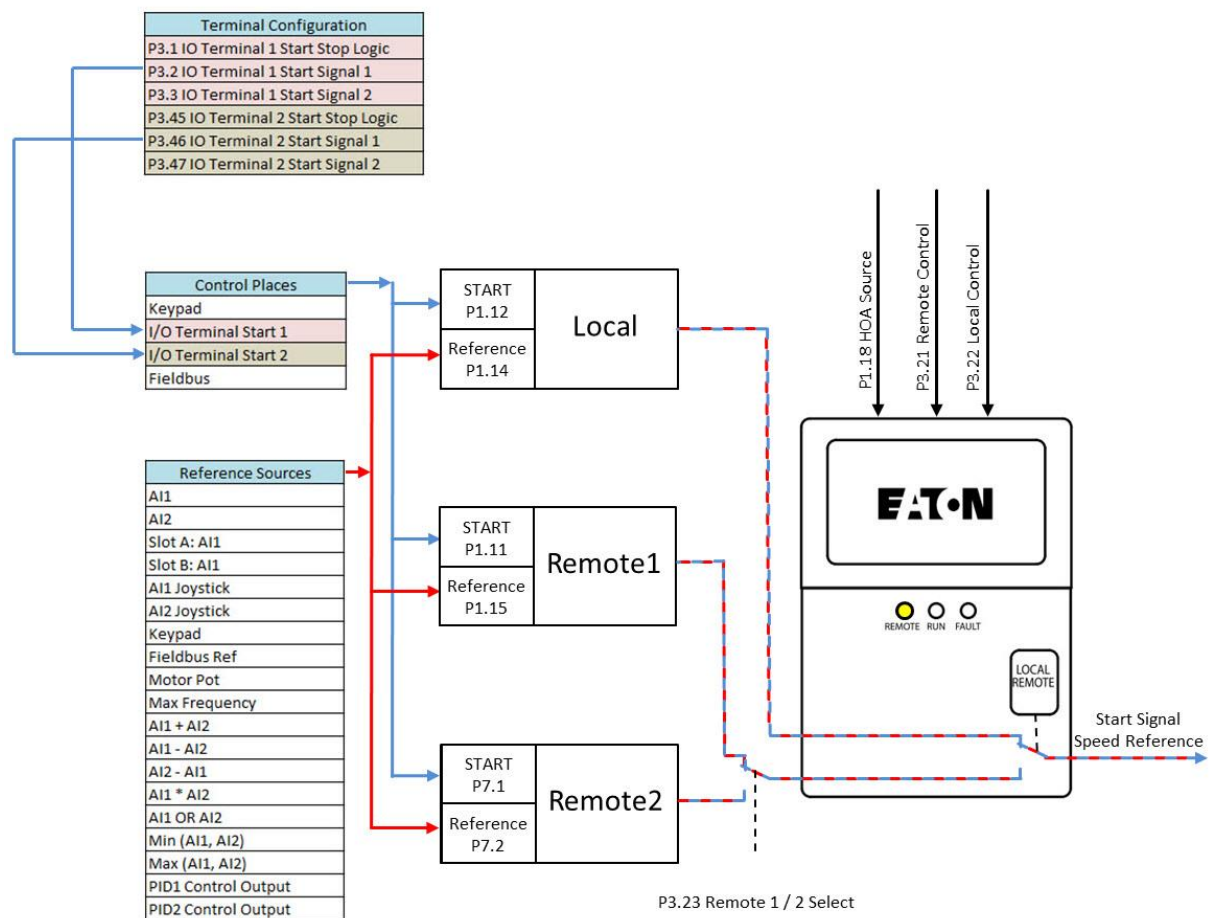 Terminal Configuration
P3.1 IO Terminal 1 Start Stop Logic
P3.2 IO Terminal 1 Start Signal 1
P3.3 IO Terminal 1 Start Signal 2
P3.45 IO Terminal 2 Start Stop Logic
P3.46 IO Terminal 2 Start Signal 1
P3.47 IO Terminal 2 Start Signal 2
Control Places
Keypad
I/O Terminal Start 1
I/O Terminal Start 2
Fieldbus
Reference Sources
AI1
AI2
Slot A: AI1
Slot B: AI1
AI1 Joystick
AI2 Joystick
Keypad
Fieldbus Ref
Motor Pot
Max Frequency
AI1 + AI2
AI1 - AI2
AI2 - AI1
AI1 * AI2
AI1 OR AI2
Min (AI1, AI2)
Max (AI1, AI2)
PID1 Control Output
PID2 Control Output
START
P1.12
Reference
P1.14
Local
START
P1.11
Reference
P1.15
Remote1
START
P7.1
Reference
P7.2
Remote2
P3.23 Remote 1 / 2 Select
P1.18 HOA Source
P3.21 Remote Control
P3.22 Local Control
EATON
REMOTE RUN FAULT
LOCAL
REMOTE
Start Signal
Speed Reference